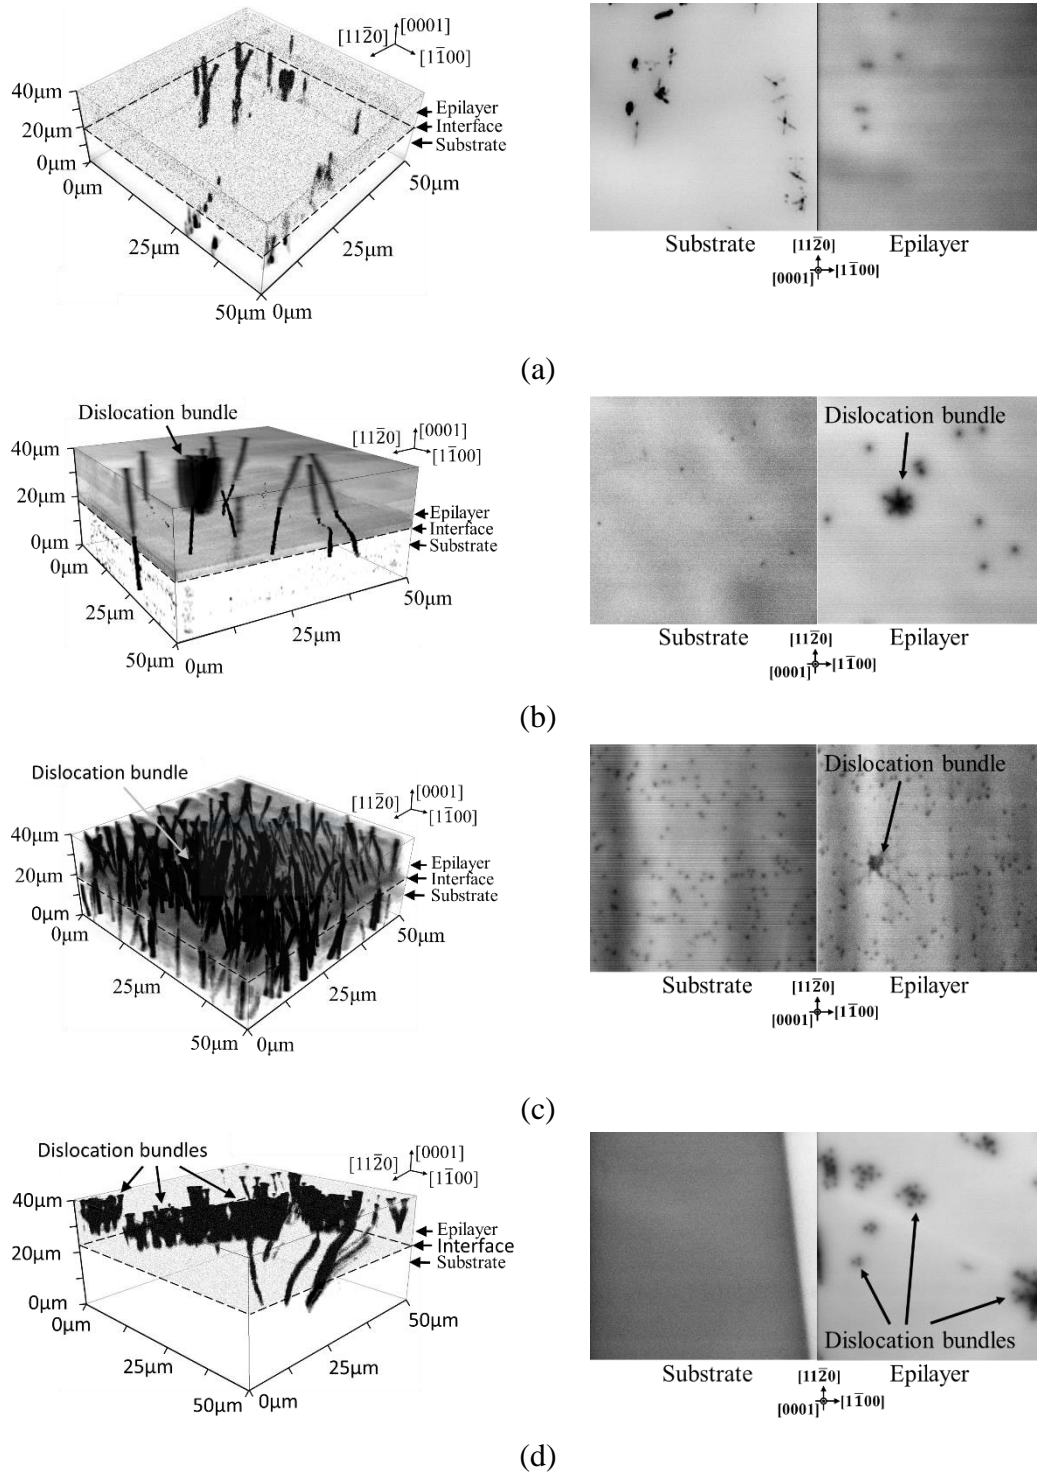 [0001]
[112̅0]
[11̅00]
40μm
20μm
0μm
0μm
25μm
50μm
0μm
25μm
50μm
Epilayer
Interface
Substrate
Substrate
Epilayer
[112̅0]
[0001]
[11̅00]
(a)
Dislocation bundle
[0001]
[112̅0]
[11̅00]
40μm
20μm
0μm
0μm
25μm
50μm
0μm
25μm
50μm
Epilayer
Interface
Substrate
Dislocation bundle
Substrate
Epilayer
[112̅0]
[0001]
[11̅00]
(b)
Dislocation bundle
[0001]
[112̅0]
[11̅00]
40μm
20μm
0μm
0μm
25μm
50μm
0μm
25μm
50μm
Epilayer
Interface
Substrate
Dislocation bundle
Substrate
Epilayer
[112̅0]
[0001]
[11̅00]
(c)
Dislocation bundles
[0001]
[112̅0]
[11̅00]
40μm
20μm
0μm
0μm
25μm
50μm
0μm
25μm
50μm
Epilayer
Interface
Substrate
Dislocation bundles
Substrate
Epilayer
[112̅0]
[0001]
[11̅00]
(d)